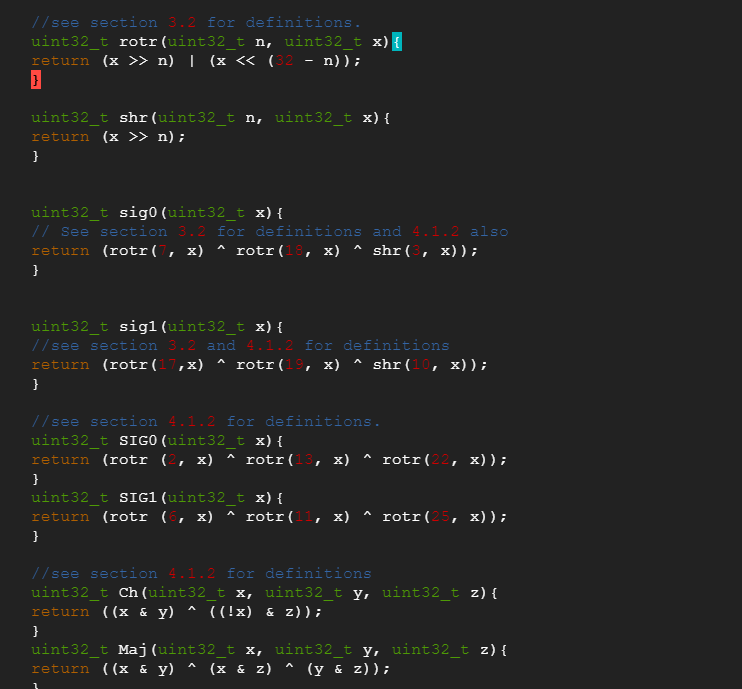 //see section 3.2 for definitions.
uint32_t rotr(uint32_t n, uint32_t x){
return (x >> n) | (x << (32 - n));
}
uint32_t shr(uint32_t n, uint32_t x){
return (x >> n);
}
uint32_t sig0(uint32_t x){
// See section 3.2 for definitions and 4.1.2 also
return (rotr(7, x) ^ rotr(18, x) ^ shr(3, x));
}
uint32_t sig1(uint32_t x){
//see section 3.2 and 4.1.2 for definitions
return (rotr(17,x) ^ rotr(19, x) ^ shr(10, x));
}
//see section 4.1.2 for definitions.
uint32_t SIG0(uint32_t x){
return (rotr (2, x) ^ rotr(13, x) ^ rotr(22, x));
}
uint32_t SIG1(uint32_t x){
return (rotr (6, x) ^ rotr(11, x) ^ rotr(25, x));
}
//see section 4.1.2 for definitions
uint32_t Ch(uint32_t x, uint32_t y, uint32_t z){
return ((x & y) ^ ((!x) & z));
}
uint32_t Maj(uint32_t x, uint32_t y, uint32_t z){
return ((x & y) ^ (x & z) ^ (y & z));
}